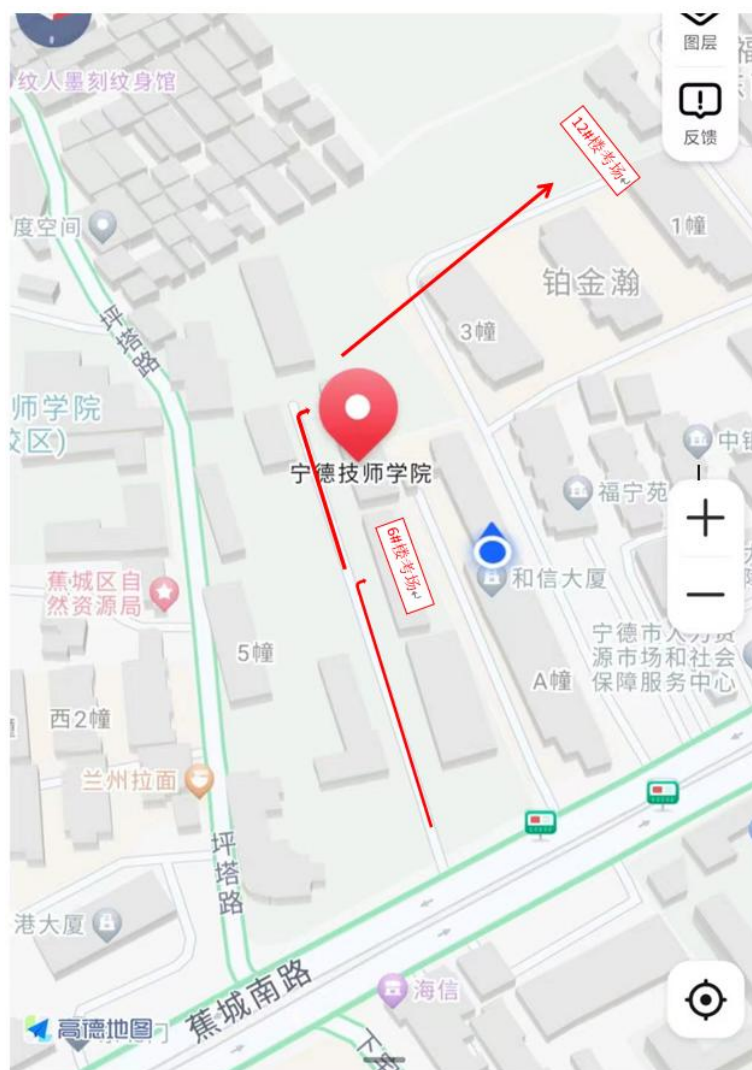 图层
纹人墨刻纹身馆
反馈
12#楼考场
度空间
1幢
铂金瀚
坪塔路
3幢
师学院
校区)
中银
宁德技师学院
福宁苑
6#楼考场
蕉城区自
然资源局
和信大厦
宁德市人力资
源市场和社会
保障服务中心
5幢
A幢
西2幢
兰州拉面
坪塔路
港大厦
蕉城南路
海信
高德地图